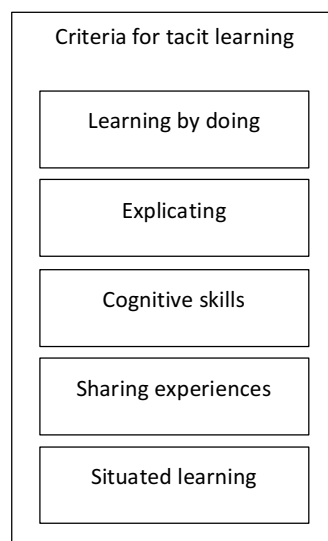 Criteria for tacit learning
Learning by doing
Explicating
Cognitive skills
Sharing experiences
Situated learning